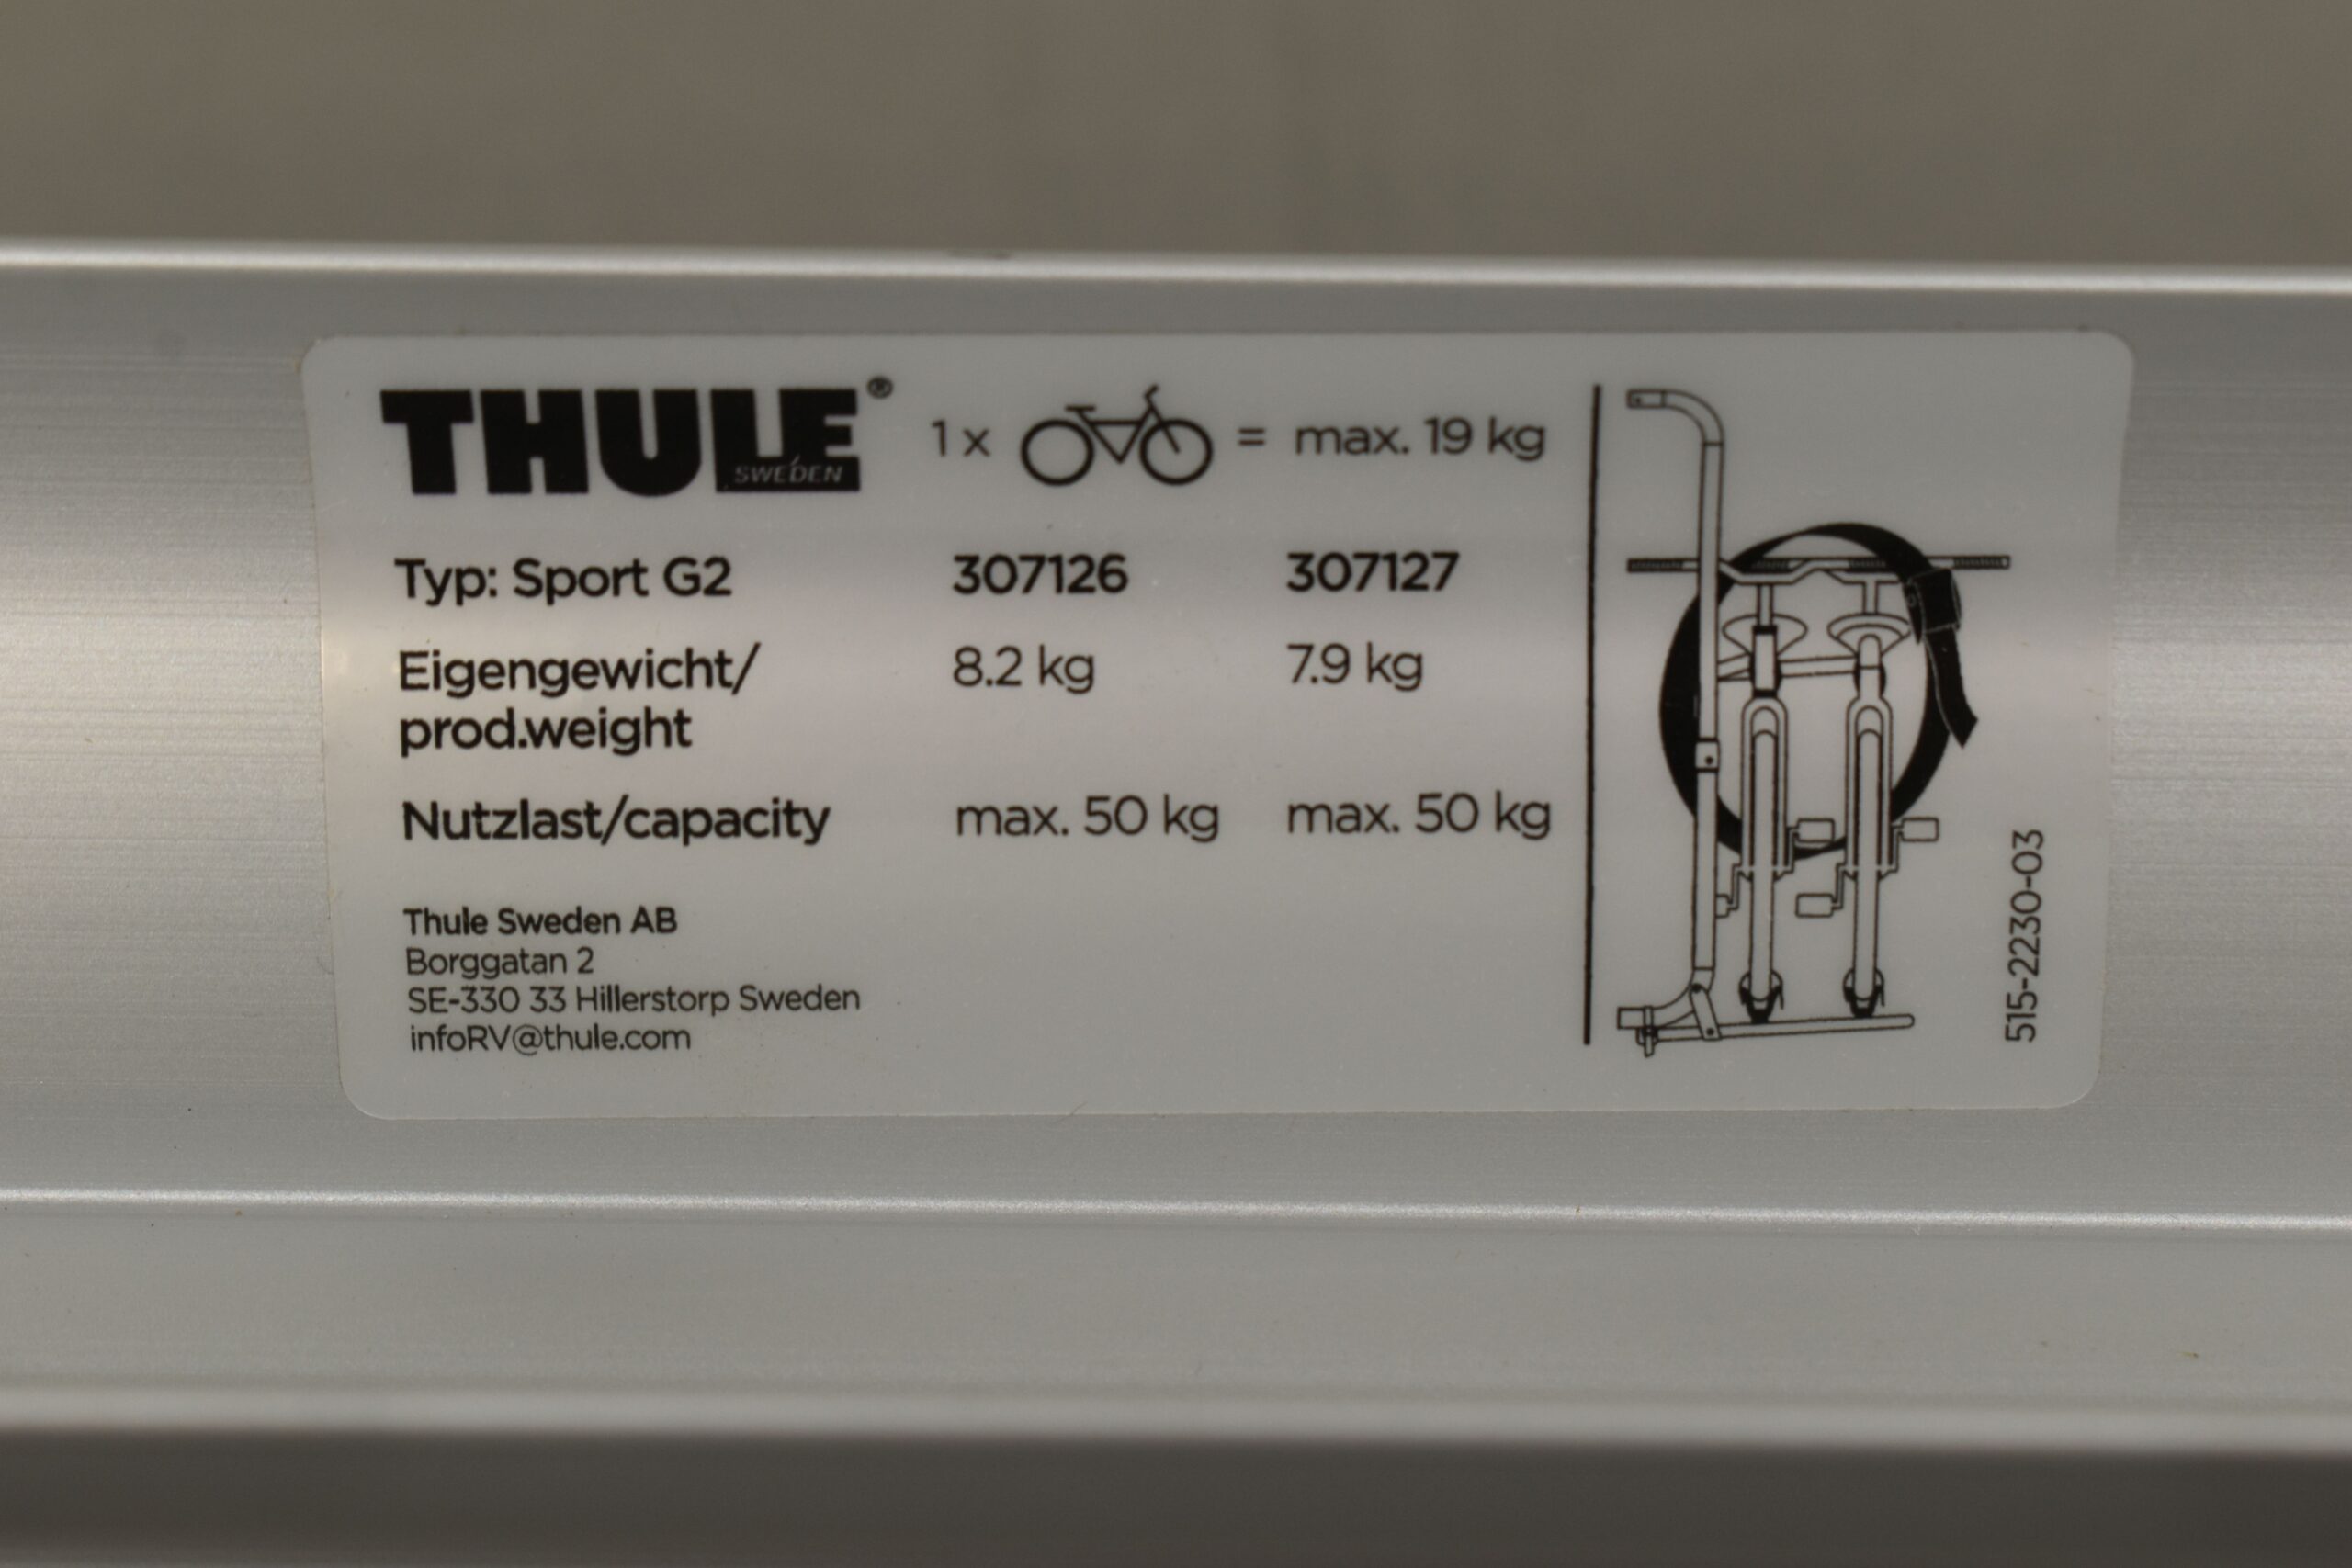 THULE®
SWEDEN
1 x = max. 19 kg
Typ: Sport G2 307126 307127
Eigengewicht/ 8.2 kg 7.9 kg
prod.weight
Nutzlast/capacity max. 50 kg max. 50 kg
Thule Sweden AB
Borggatan 2
SE-330 33 Hillerstorp Sweden
infoRV@thule.com
515-2230-03